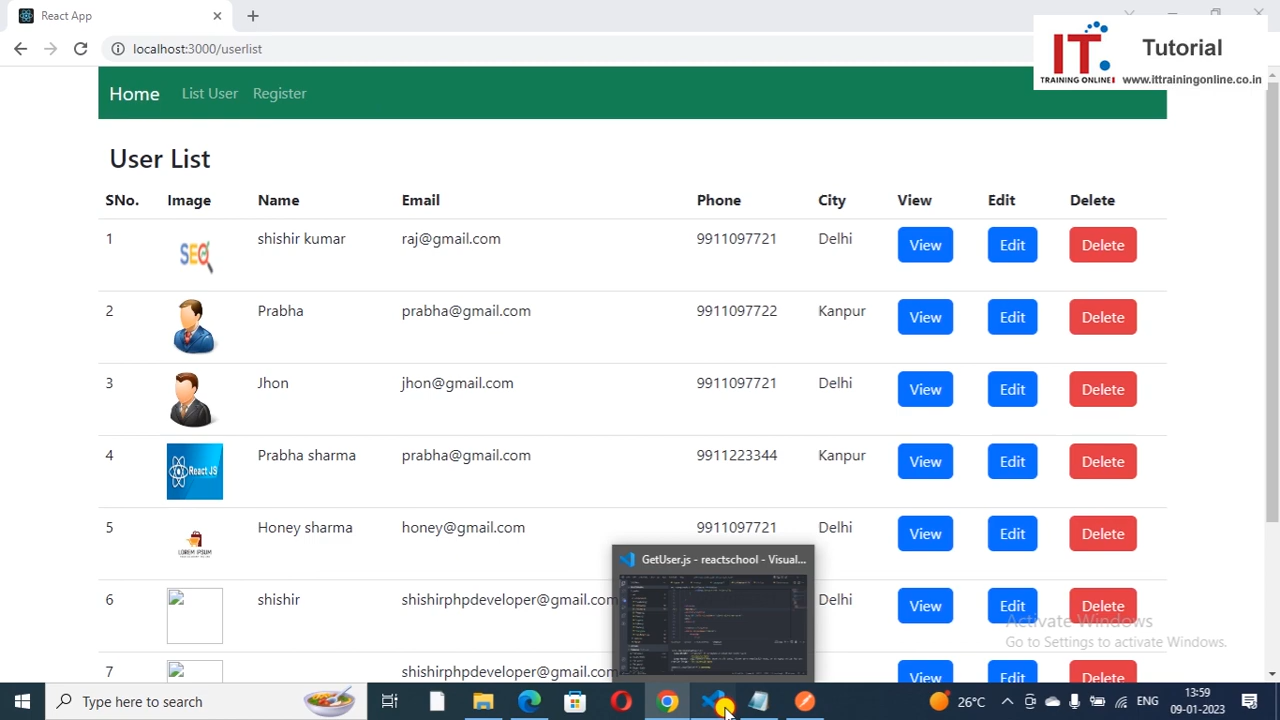 React App
localhost:3000/userlist
IT.
TRAINING ONLINE
Tutorial
www.ittrainingonline.co.in
Home List User Register
User List
SNo. Image Name Email Phone City View Edit Delete
1 SEO shishir kumar raj@gmail.com 9911097721 Delhi View Edit Delete
2 Prabha prabha@gmail.com 9911097722 Kanpur View Edit Delete
3 Jhon jhon@gmail.com 9911097721 Delhi View Edit Delete
4 React JS Prabha sharma prabha@gmail.com 9911223344 Kanpur View Edit Delete
5 LOREM IPSUM Honey sharma honey@gmail.com 9911097721 Delhi View Edit Delete
GetUser.js - reactschool - Visual...
developer@gmail.com Delhi View Edit Delete
@gmail.com View Edit Delete
Activate Windows
Go to Settings to activate Windows.
Type here to search
26°C
ENG
13:59
09-01-2023